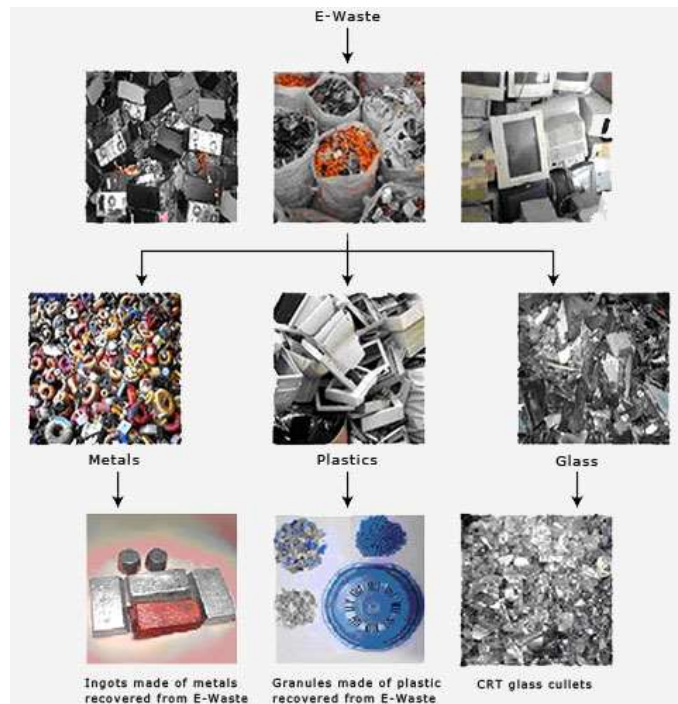 E-Waste
Metals
Plastics
Glass
Ingots made of metals
recovered from E-Waste
Granules made of plastic
recovered from E-Waste
CRT glass cullets